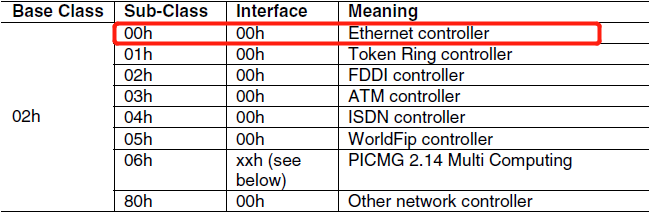 Base Class Sub-Class Interface Meaning
02h
00h 00h Ethernet controller
01h 00h Token Ring controller
02h 00h FDDI controller
03h 00h ATM controller
04h 00h ISDN controller
05h 00h WorldFip controller
06h xxh (see PICMG 2.14 Multi Computing
below)
80h 00h Other network controller